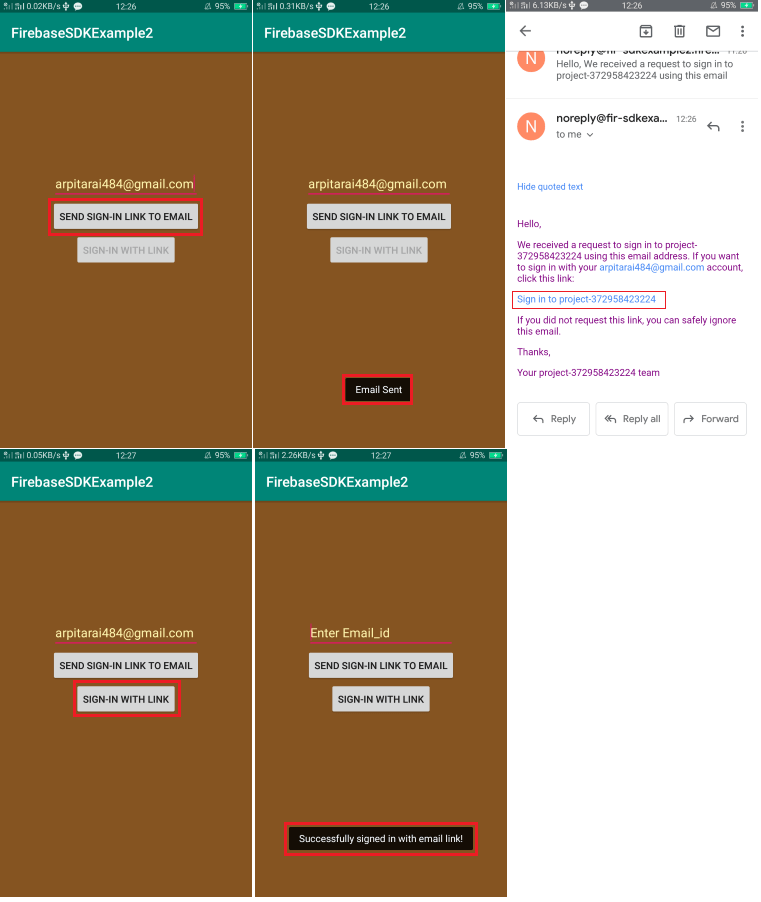 0.02KB/s 12:26 95%
FirebaseSDKExample2
arpitarai484@gmail.com
SEND SIGN-IN LINK TO EMAIL
SIGN-IN WITH LINK
0.31KB/s 12:26 95%
FirebaseSDKExample2
arpitarai484@gmail.com
SEND SIGN-IN LINK TO EMAIL
SIGN-IN WITH LINK
Email Sent
6.13KB/s 12:26 95%
N
Hello, We received a request to sign in to
project-372958423224 using this email
N
noreply@fir-sdkexa... 12:26
to me
Hide quoted text
Hello,
We received a request to sign in to project-
372958423224 using this email address. If you want
to sign in with your arpitarai484@gmail.com account,
click this link:
Sign in to project-372958423224
If you did not request this link, you can safely ignore
this email.
Thanks,
Your project-372958423224 team
Reply Reply all Forward
0.05KB/s 12:27 95%
FirebaseSDKExample2
arpitarai484@gmail.com
SEND SIGN-IN LINK TO EMAIL
SIGN-IN WITH LINK
2.26KB/s 12:27 95%
FirebaseSDKExample2
Enter Email_id
SEND SIGN-IN LINK TO EMAIL
SIGN-IN WITH LINK
Successfully signed in with email link!